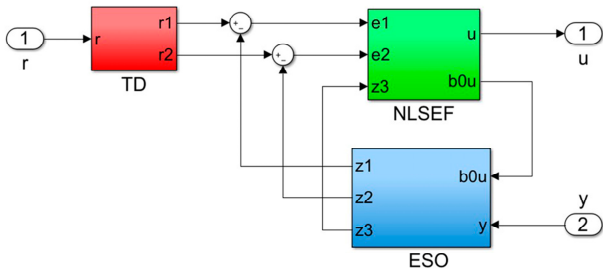 1
r
r
r1
r2
TD
+
-
+
-
e1
e2
z3
u
b0u
NLSEF
1
u
z1
z2
z3
b0u
y
ESO
y
2